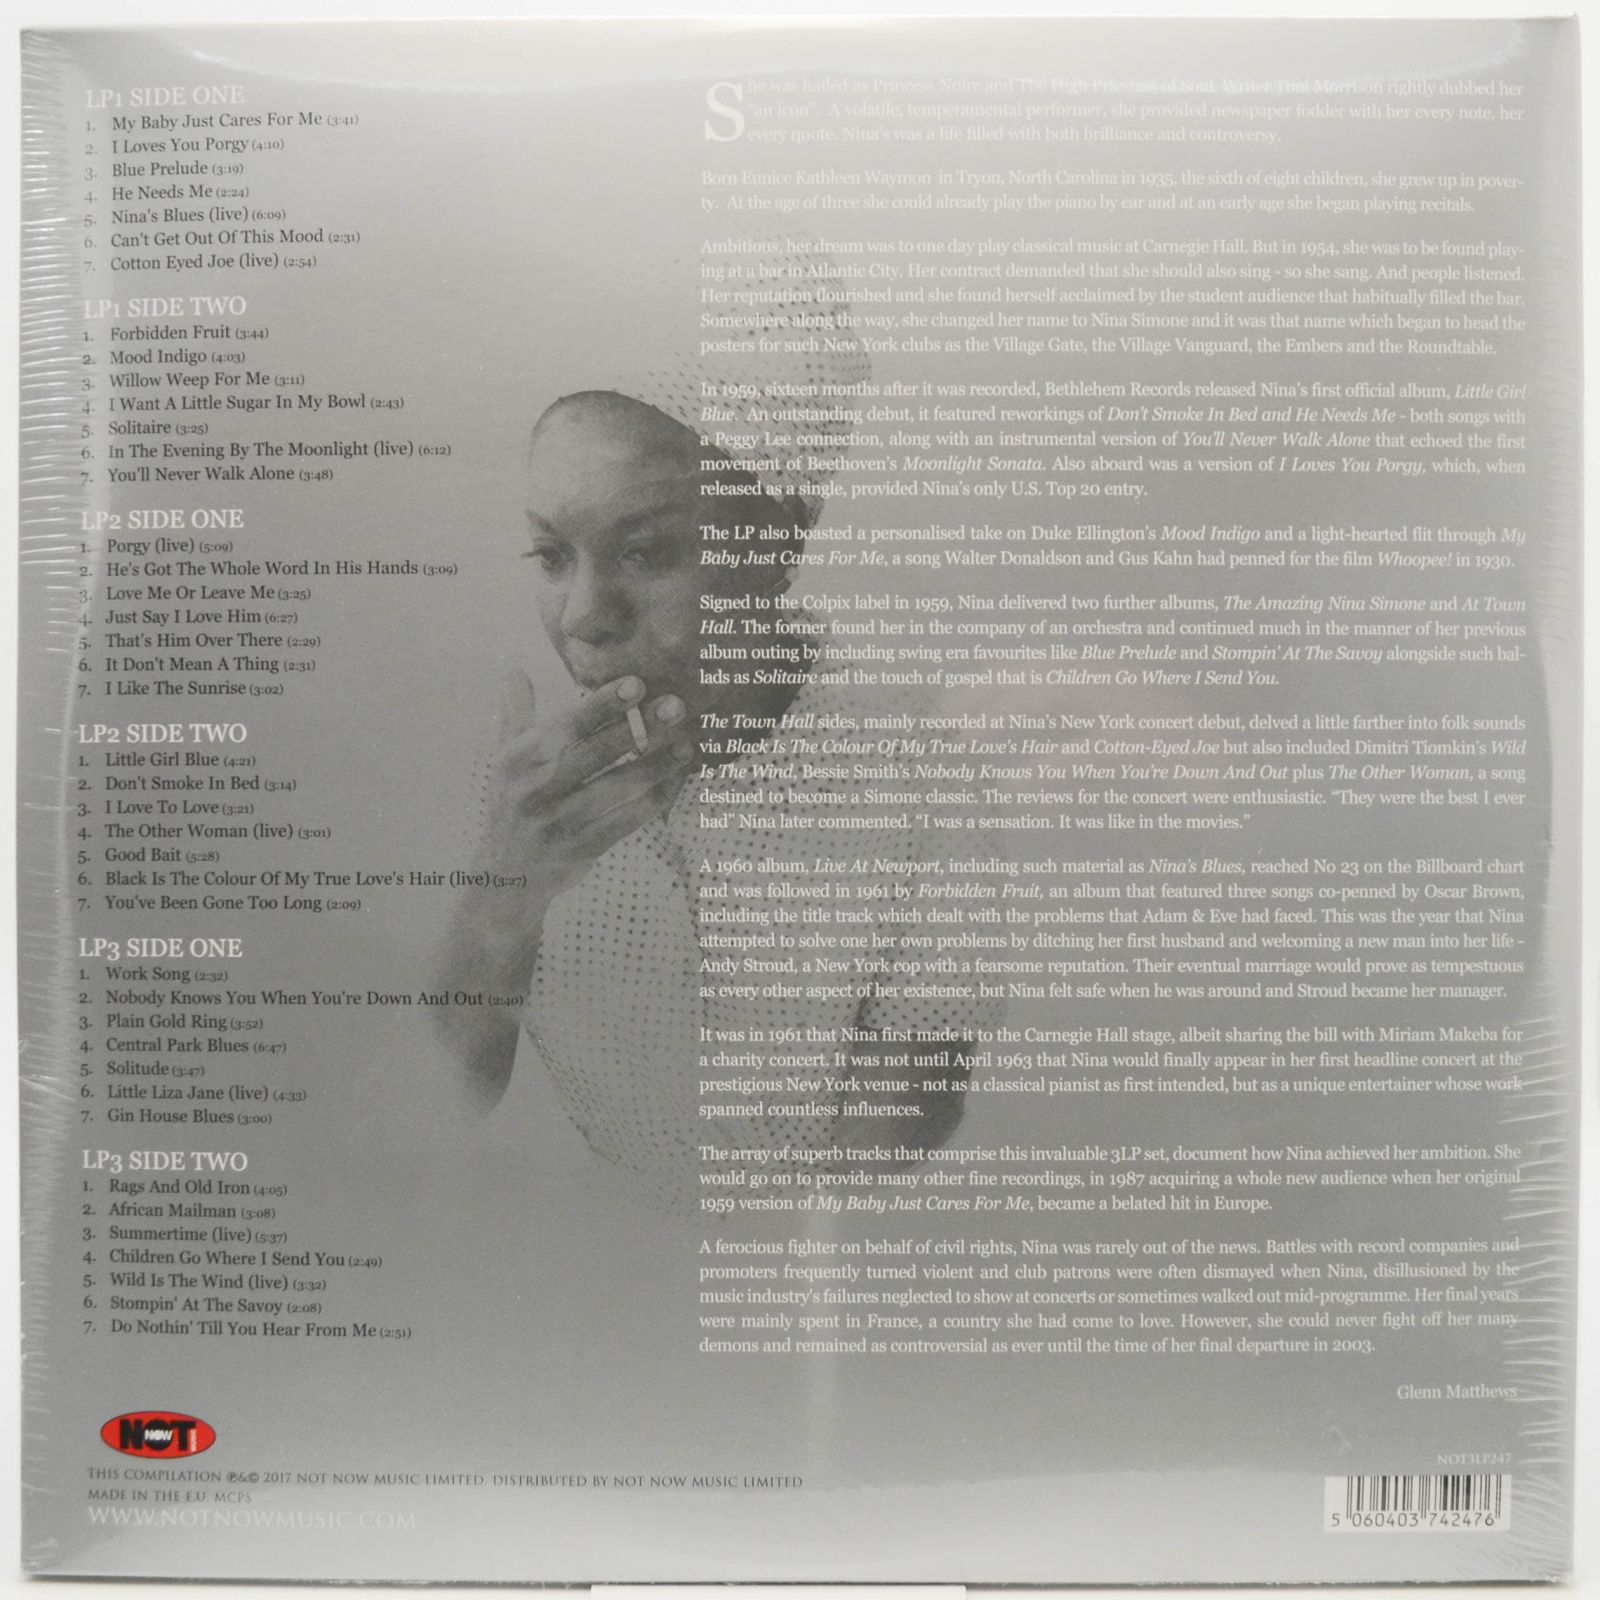 LP1 SIDE ONE
1. My Baby Just Cares For Me (3:41)
2. I Loves You Porgy (4:10)
3. Blue Prelude (3:19)
4. He Needs Me (2:24)
5. Nina's Blues (live) (6:09)
6. Can't Get Out Of This Mood (2:31)
7. Cotton Eyed Joe (live) (2:54)
LP1 SIDE TWO
1. Forbidden Fruit (3:44)
2. Mood Indigo (4:03)
3. Willow Weep For Me (3:11)
4. I Want A Little Sugar In My Bowl (2:43)
5. Solitaire (3:25)
6. In The Evening By The Moonlight (live) (6:12)
7. You'll Never Walk Alone (3:48)
LP2 SIDE ONE
1. Porgy (live) (5:09)
2. He's Got The Whole Word In His Hands (3:09)
3. Love Me Or Leave Me (3:25)
4. Just Say I Love Him (6:27)
5. That's Him Over There (2:29)
6. It Don't Mean A Thing (2:31)
7. I Like The Sunrise (3:02)
LP2 SIDE TWO
1. Little Girl Blue (4:21)
2. Don't Smoke In Bed (3:14)
3. I Love To Love (3:21)
4. The Other Woman (live) (3:01)
5. Good Bait (5:28)
6. Black Is The Colour Of My True Love's Hair (live) (3:27)
7. You've Been Gone Too Long (2:09)
LP3 SIDE ONE
1. Work Song (2:32)
2. Nobody Knows You When You're Down And Out (2:40)
3. Plain Gold Ring (3:52)
4. Central Park Blues (6:47)
5. Solitude (3:47)
6. Little Liza Jane (live) (4:33)
7. Gin House Blues (3:00)
LP3 SIDE TWO
1. Rags And Old Iron (4:05)
2. African Mailman (3:08)
3. Summertime (live) (5:37)
4. Children Go Where I Send You (2:49)
5. Wild Is The Wind (live) (3:32)
6. Stompin' At The Savoy (2:08)
7. Do Nothin' Till You Hear From Me (2:51)
She was hailed as Princess Noire and The High Priestess of Soul. Writer Toni Morrison rightly dubbed her
"an icon". A volatile, temperamental performer, she provided newspaper fodder with her every note, her
every quote. Nina's was a life filled with both brilliance and controversy.
Born Eunice Kathleen Waymon in Tryon, North Carolina in 1935, the sixth of eight children, she grew up in pover-
ty. At the age of three she could already play the piano by ear and at an early age she began playing recitals.
Ambitious, her dream was to one day play classical music at Carnegie Hall. But in 1954, she was to be found play-
ing at a bar in Atlantic City. Her contract demanded that she should also sing - so she sang. And people listened.
Her reputation flourished and she found herself acclaimed by the student audience that habitually filled the bar.
Somewhere along the way, she changed her name to Nina Simone and it was that name which began to head the
posters for such New York clubs as the Village Gate, the Village Vanguard, the Embers and the Roundtable.
In 1959, sixteen months after it was recorded, Bethlehem Records released Nina's first official album, Little Girl
Blue. An outstanding debut, it featured reworkings of Don't Smoke In Bed and He Needs Me - both songs with
a Peggy Lee connection, along with an instrumental version of You'll Never Walk Alone that echoed the first
movement of Beethoven's Moonlight Sonata. Also aboard was a version of I Loves You Porgy, which, when
released as a single, provided Nina's only U.S. Top 20 entry.
The LP also boasted a personalised take on Duke Ellington's Mood Indigo and a light-hearted flit through My
Baby Just Cares For Me, a song Walter Donaldson and Gus Kahn had penned for the film Whoopee! in 1930.
Signed to the Colpix label in 1959, Nina delivered two further albums, The Amazing Nina Simone and At Town
Hall. The former found her in the company of an orchestra and continued much in the manner of her previous
album outing by including swing era favourites like Blue Prelude and Stompin' At The Savoy alongside such bal-
lads as Solitaire and the touch of gospel that is Children Go Where I Send You.
The Town Hall sides, mainly recorded at Nina's New York concert debut, delved a little farther into folk sounds
via Black Is The Colour Of My True Love's Hair and Cotton-Eyed Joe but also included Dimitri Tiomkin's Wild
Is The Wind, Bessie Smith's Nobody Knows You When You're Down And Out plus The Other Woman, a song
destined to become a Simone classic. The reviews for the concert were enthusiastic. "They were the best I ever
had" Nina later commented. "I was a sensation. It was like in the movies."
A 1960 album, Live At Newport, including such material as Nina's Blues, reached No 23 on the Billboard chart
and was followed in 1961 by Forbidden Fruit, an album that featured three songs co-penned by Oscar Brown,
including the title track which dealt with the problems that Adam & Eve had faced. This was the year that Nina
attempted to solve one her own problems by ditching her first husband and welcoming a new man into her life -
Andy Stroud, a New York cop with a fearsome reputation. Their eventual marriage would prove as tempestuous
as every other aspect of her existence, but Nina felt safe when he was around and Stroud became her manager.
It was in 1961 that Nina first made it to the Carnegie Hall stage, albeit sharing the bill with Miriam Makeba for
a charity concert. It was not until April 1963 that Nina would finally appear in her first headline concert at the
prestigious New York venue - not as a classical pianist as first intended, but as a unique entertainer whose work
spanned countless influences.
The array of superb tracks that comprise this invaluable 3LP set, document how Nina achieved her ambition. She
would go on to provide many other fine recordings, in 1987 acquiring a whole new audience when her original
1959 version of My Baby Just Cares For Me, became a belated hit in Europe.
A ferocious fighter on behalf of civil rights, Nina was rarely out of the news. Battles with record companies and
promoters frequently turned violent and club patrons were often dismayed when Nina, disillusioned by the
music industry's failures neglected to show at concerts or sometimes walked out mid-programme. Her final years
were mainly spent in France, a country she had come to love. However, she could never fight off her many
demons and remained as controversial as ever until the time of her final departure in 2003.
Glenn Matthews
NOT NOW MUSIC
THIS COMPILATION ℗&© 2017 NOT NOW MUSIC LIMITED. DISTRIBUTED BY NOT NOW MUSIC LIMITED
MADE IN THE E.U. MCPS
WWW.NOTNOWMUSIC.COM
NOT3LP247
5 060403 742476